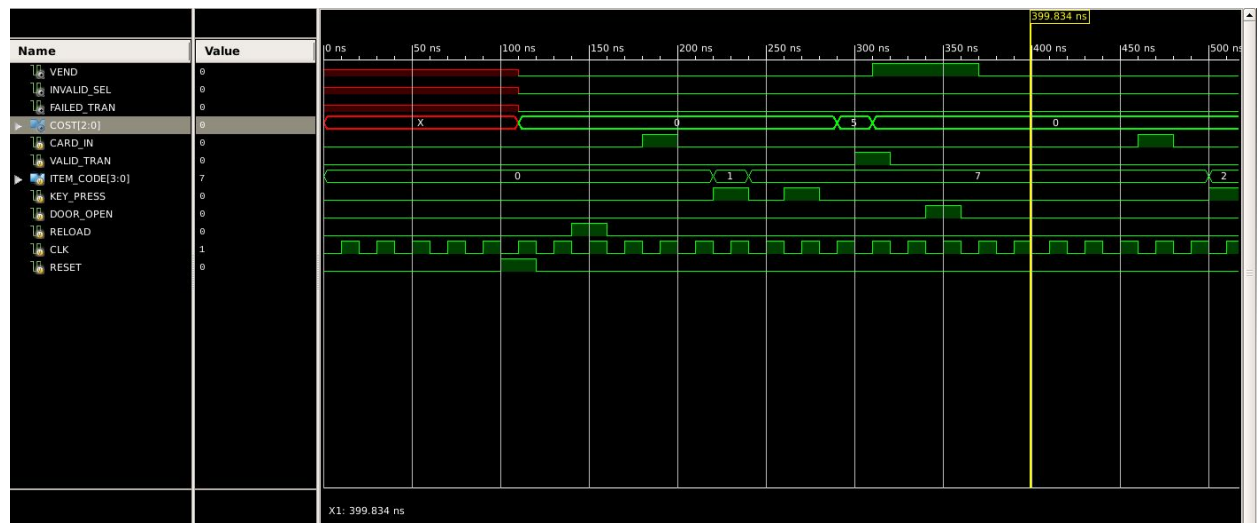 399.834 ns
Name Value 0 ns 50 ns 100 ns 150 ns 200 ns 250 ns 300 ns 350 ns 400 ns 450 ns 500 ns
VEND 0
INVALID_SEL 0
FAILED_TRAN 0
COST[2:0] 0 X 0 5 0
CARD_IN 0
VALID_TRAN 0
ITEM_CODE[3:0] 7 0 1 7 2
KEY_PRESS 0
DOOR_OPEN 0
RELOAD 0
CLK 1
RESET 0
X1: 399.834 ns